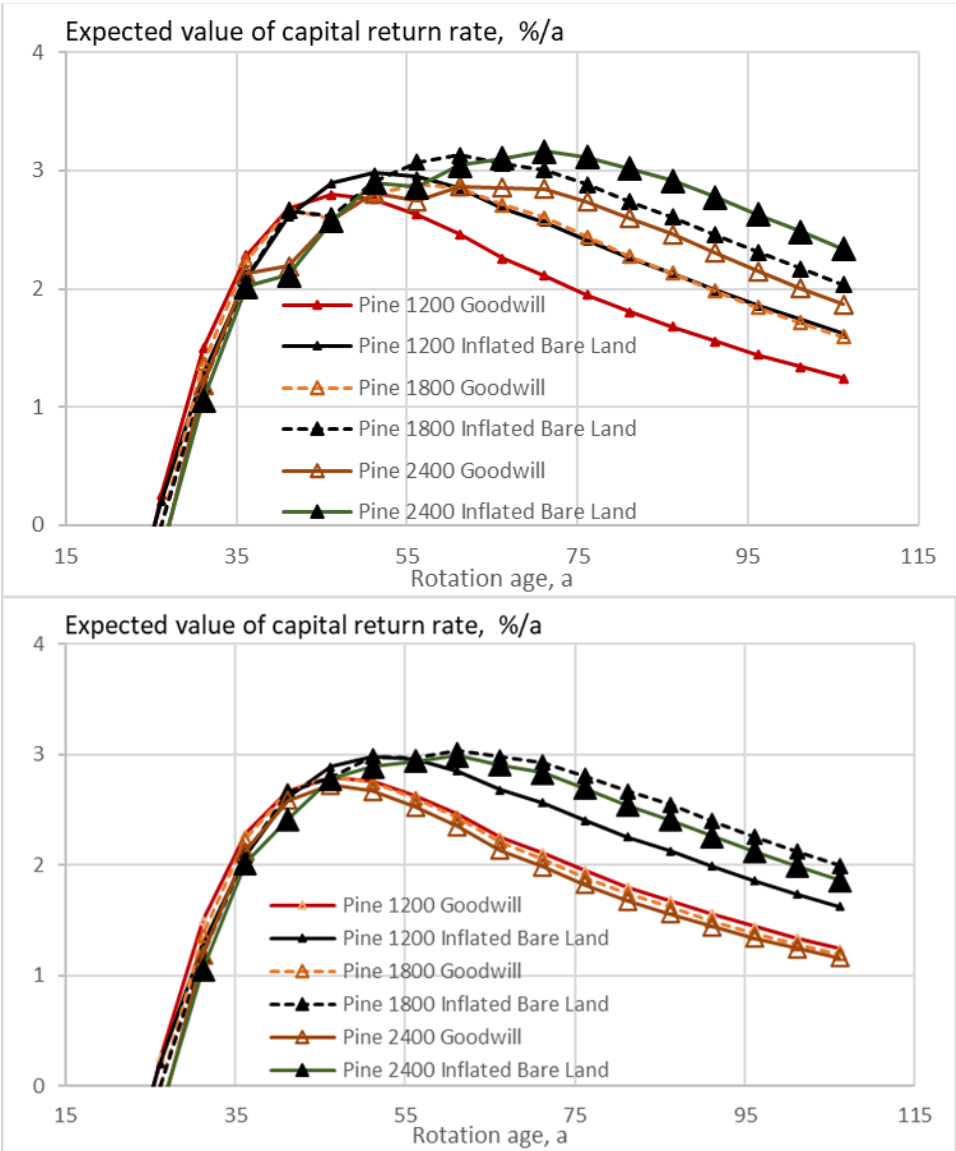 Expected value of capital return rate, %/a
4
3
2
1
0
Pine 1200 Goodwill
Pine 1200 Inflated Bare Land
Pine 1800 Goodwill
Pine 1800 Inflated Bare Land
Pine 2400 Goodwill
Pine 2400 Inflated Bare Land
15 35 55 75 95 115
Rotation age, a
Expected value of capital return rate, %/a
4
3
2
1
0
Pine 1200 Goodwill
Pine 1200 Inflated Bare Land
Pine 1800 Goodwill
Pine 1800 Inflated Bare Land
Pine 2400 Goodwill
Pine 2400 Inflated Bare Land
15 35 55 75 95 115
Rotation age, a